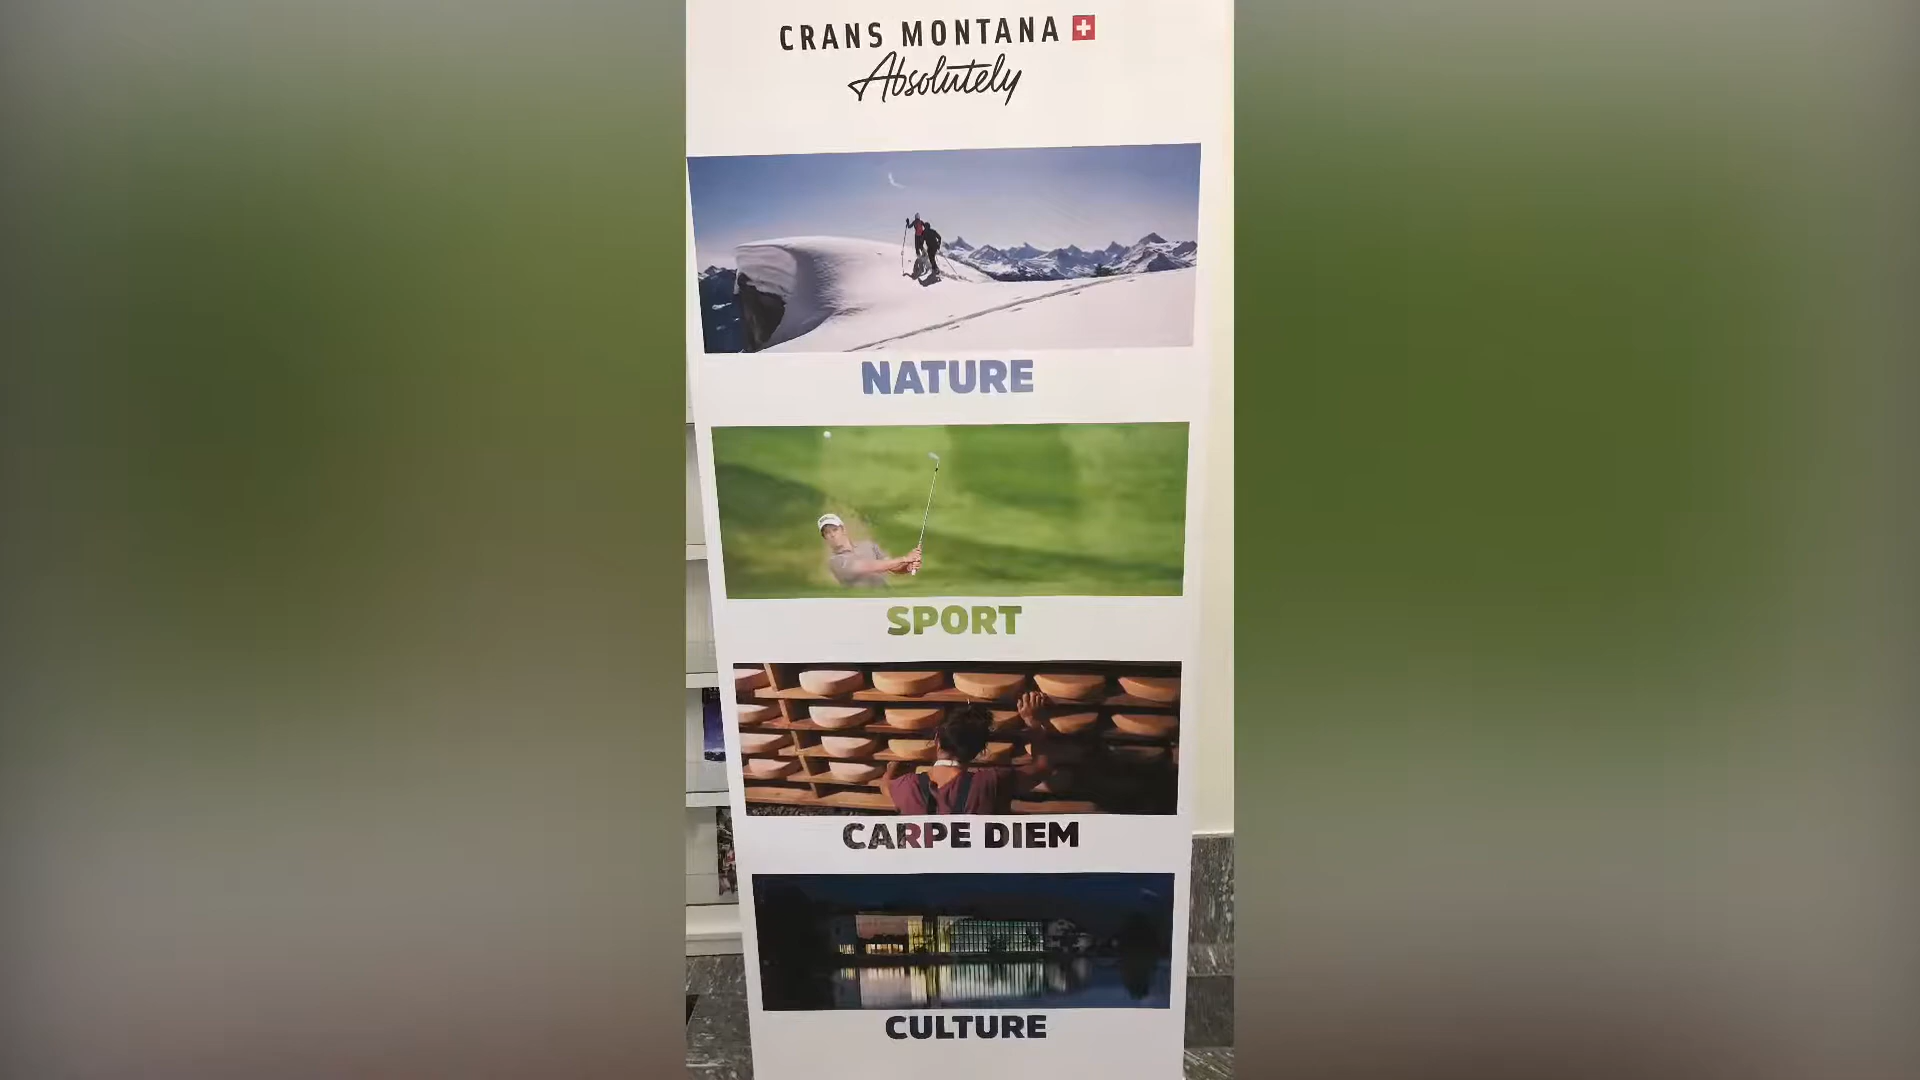 CRANS MONTANA
Absolutely
NATURE
SPORT
CARPE DIEM
CULTURE